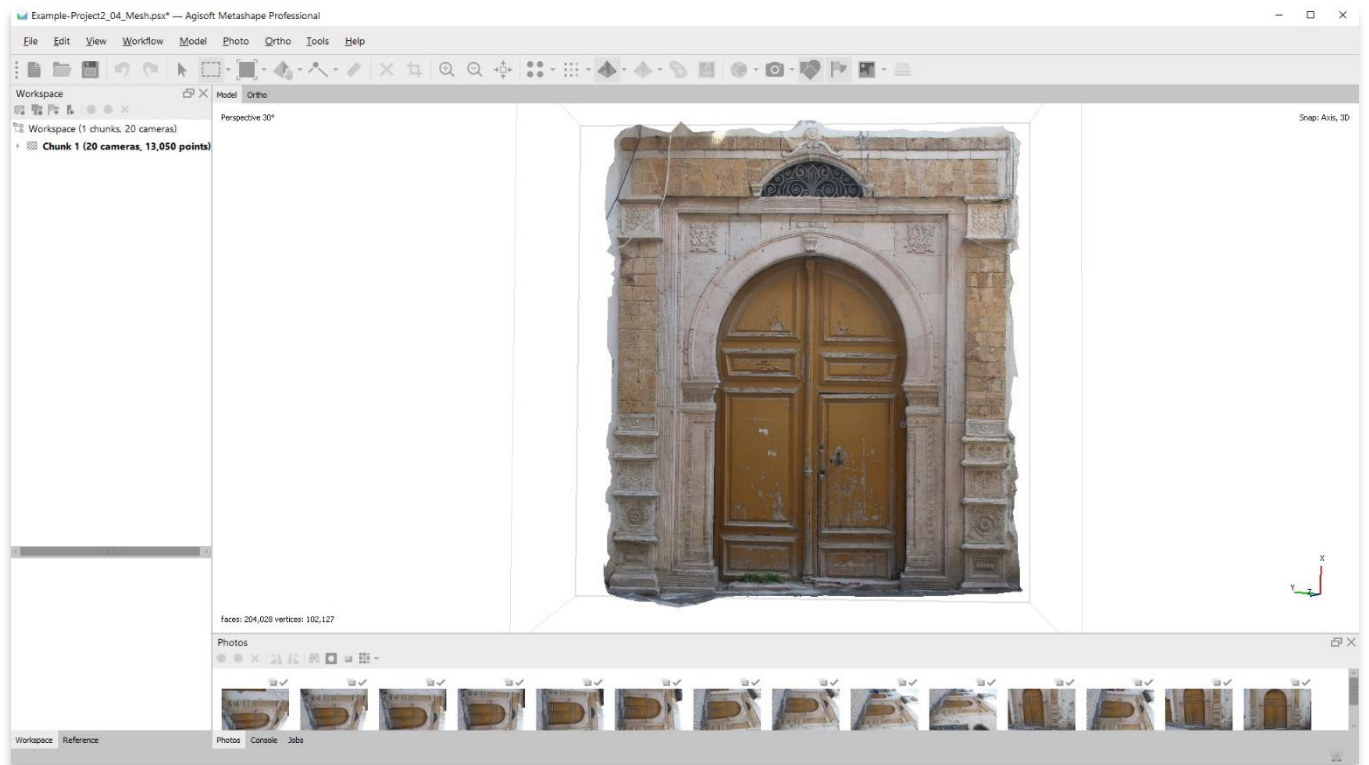 Example-Project2_04_Mesh.psx* — Agisoft Metashape Professional
File Edit View Workflow Model Photo Ortho Tools Help
Workspace
Model Ortho
Workspace (1 chunks, 20 cameras)
Chunk 1 (20 cameras, 13,050 points)
Perspective 30°
Snap: Axis, 3D
X
Y
Z
faces: 204,028 vertices: 102,127
Photos
Workspace Reference
Photos Console Jobs